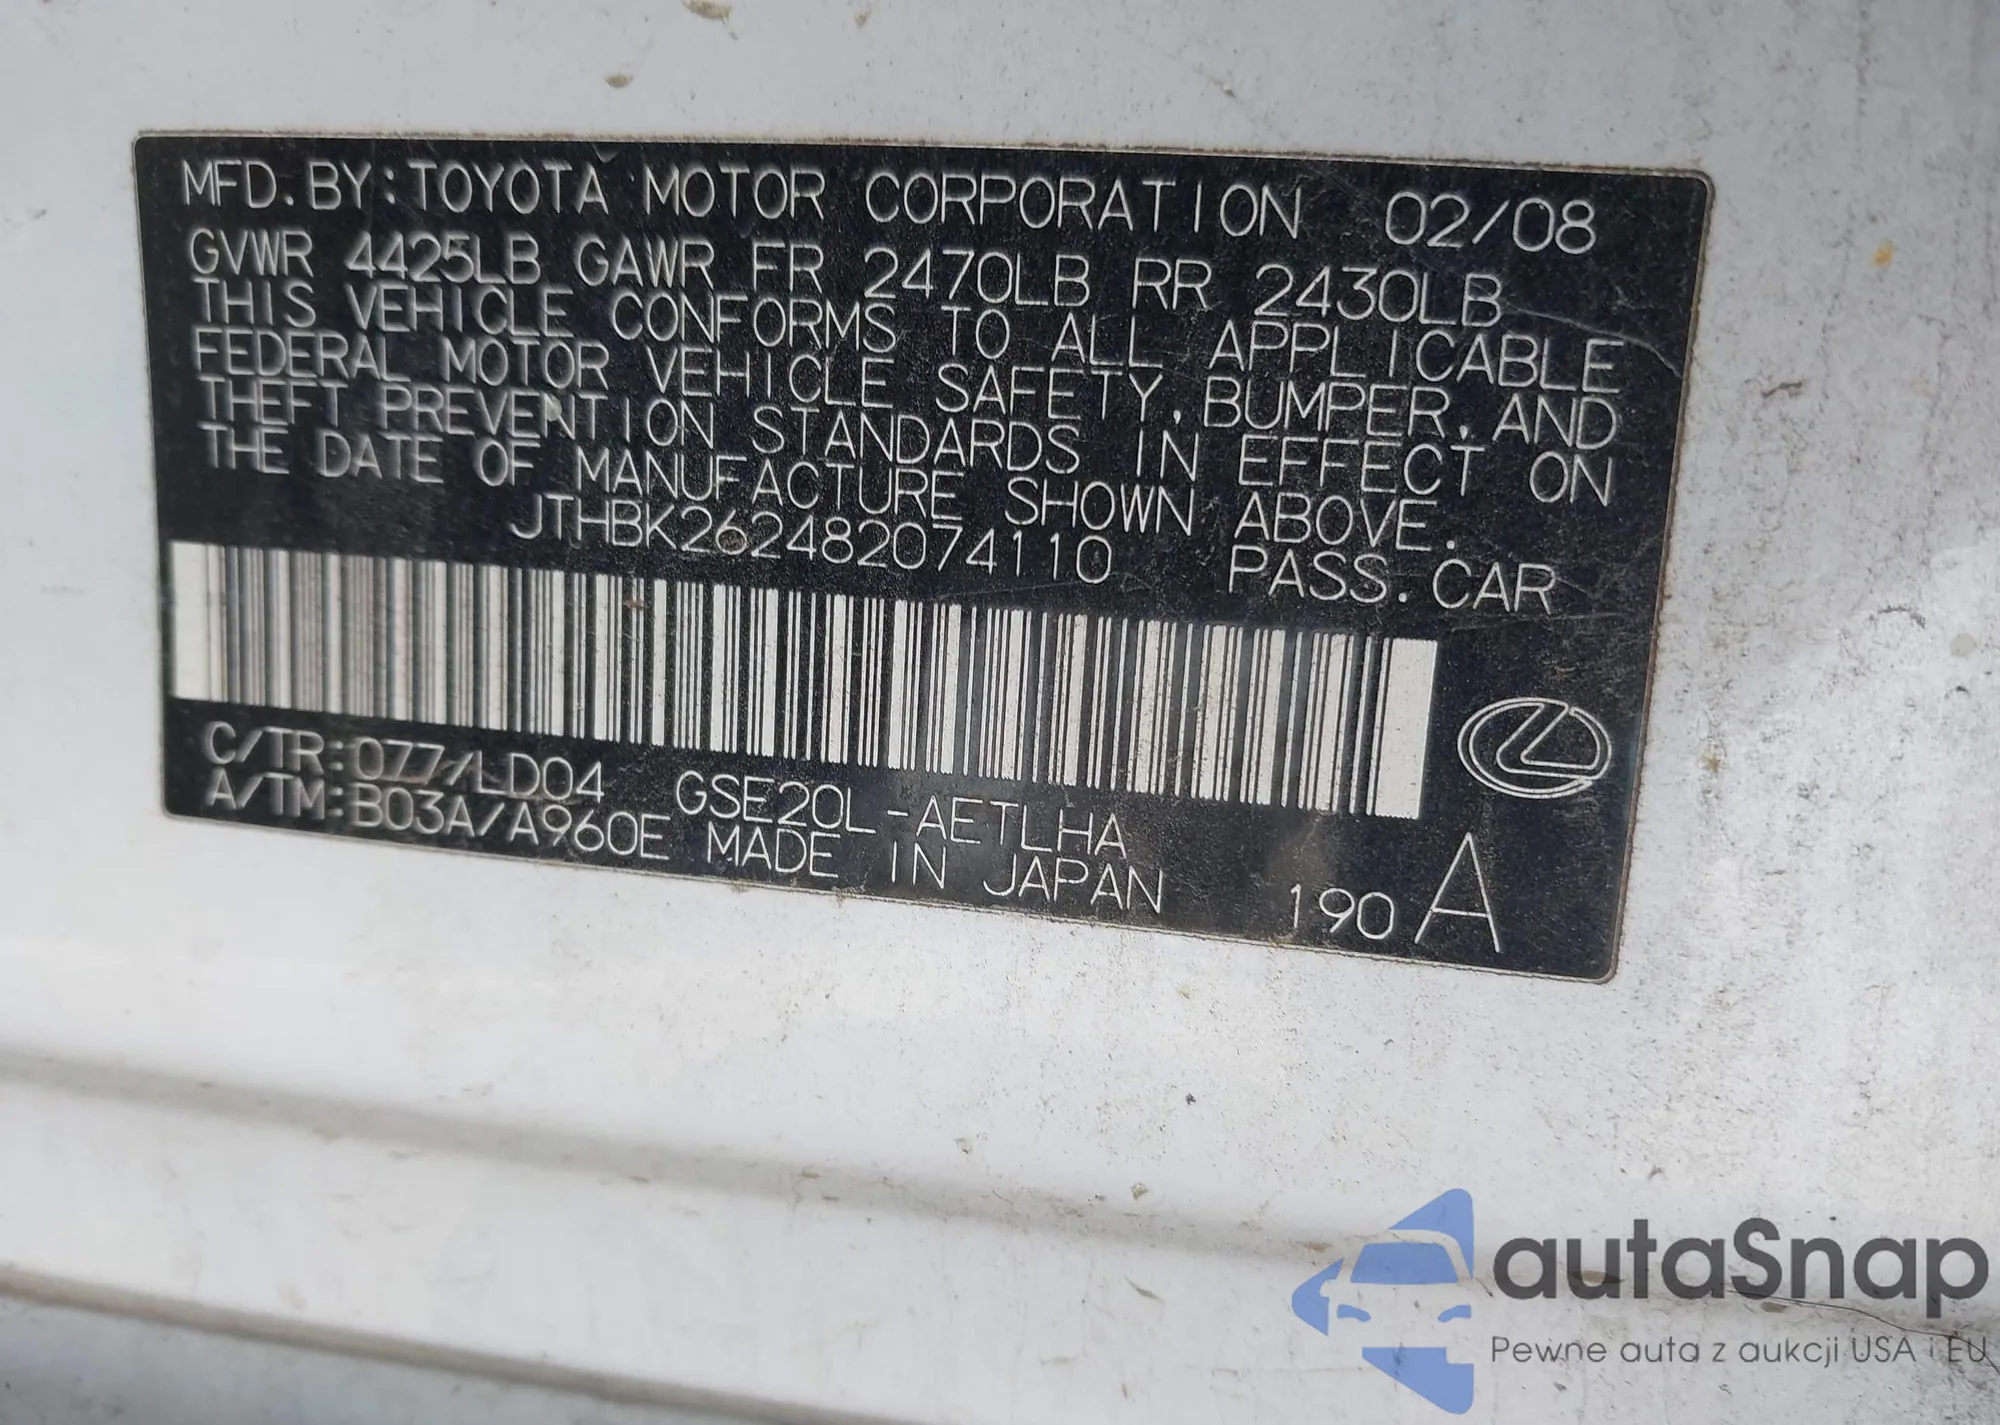 MFD. BY: TOYOTA MOTOR CORPORATION 02/08
GVWR 4425LB GAWR FR 2470LB RR 2430LB
THIS VEHICLE CONFORMS TO ALL APPLICABLE
FEDERAL MOTOR VEHICLE SAFETY, BUMPER, AND
THEFT PREVENTION STANDARDS IN EFFECT ON
THE DATE OF MANUFACTURE SHOWN ABOVE.
JTHBK262482074110 PASS. CAR
C/TR: 077/LD04 GSE20L-AETLHA
A/TM: B03A/A960E MADE IN JAPAN 190 A
autaSnap
Pewne auta z aukcji USA i EU